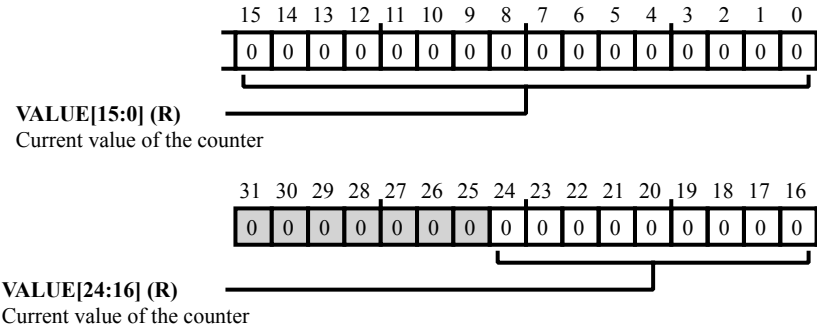 15 14 13 12 11 10 9 8 7 6 5 4 3 2 1 0
0 0 0 0 0 0 0 0 0 0 0 0 0 0 0 0
VALUE[15:0] (R)
Current value of the counter
31 30 29 28 27 26 25 24 23 22 21 20 19 18 17 16
0 0 0 0 0 0 0 0 0 0 0 0 0 0 0 0
VALUE[24:16] (R)
Current value of the counter